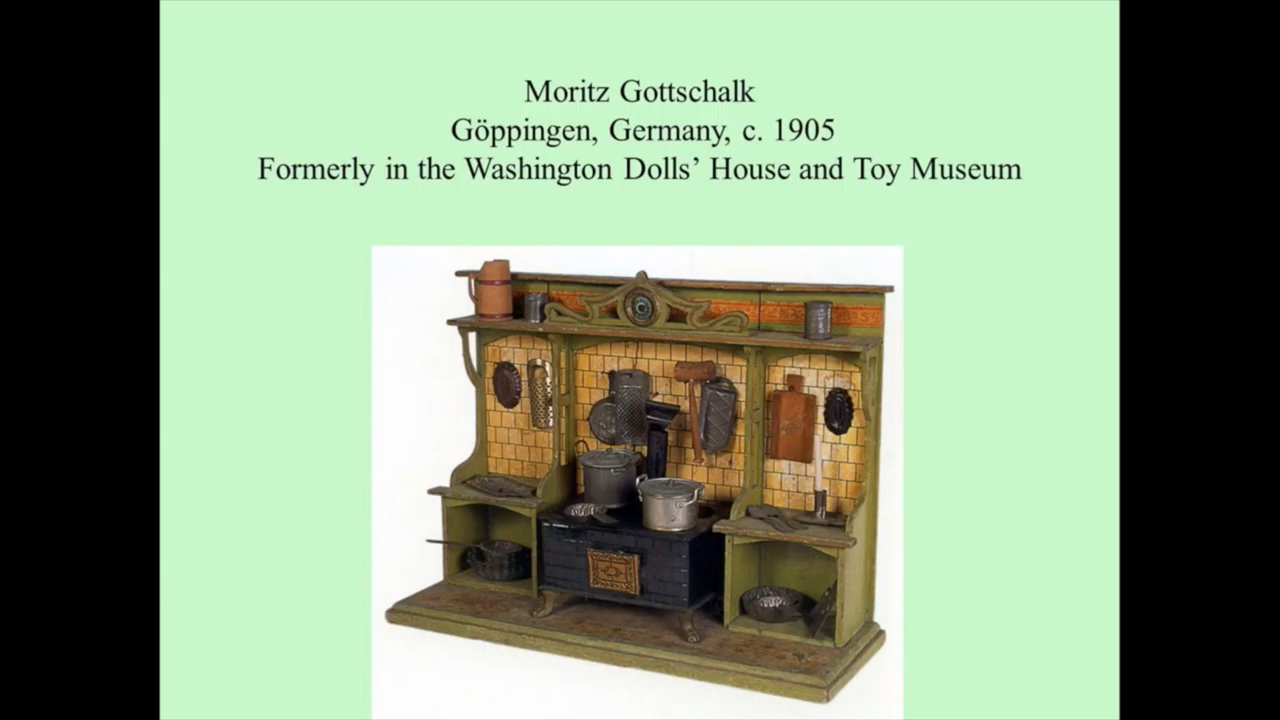 Moritz Gottschalk
Göppingen, Germany, c. 1905
Formerly in the Washington Dolls’ House and Toy Museum